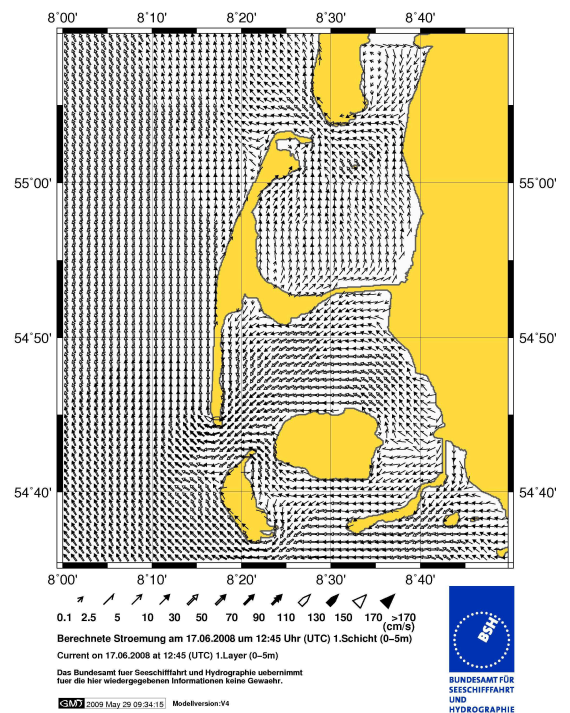 8°00' 8°10' 8°20' 8°30' 8°40'
55°00' 55°00'
54°50' 54°50'
54°40' 54°40'
8°00' 8°10' 8°20' 8°30' 8°40'
0.1 2.5 5 10 30 50 70 90 110 130 150 170 >170
(cm/s)
Berechnete Stroemung am 17.06.2008 um 12:45 Uhr (UTC) 1.Schicht (0-5m)
Current on 17.06.2008 at 12:45 (UTC) 1.Layer (0-5m)
Das Bundesamt fuer Seeschifffahrt und Hydrographie uebernimmt
fuer die hier wiedergegebenen Informationen keine Gewaehr.
GMT 2009 May 29 09:34:15 Modellversion:V4
BSH
BUNDESAMT FÜR
SEESCHIFFFAHRT
UND
HYDROGRAPHIE